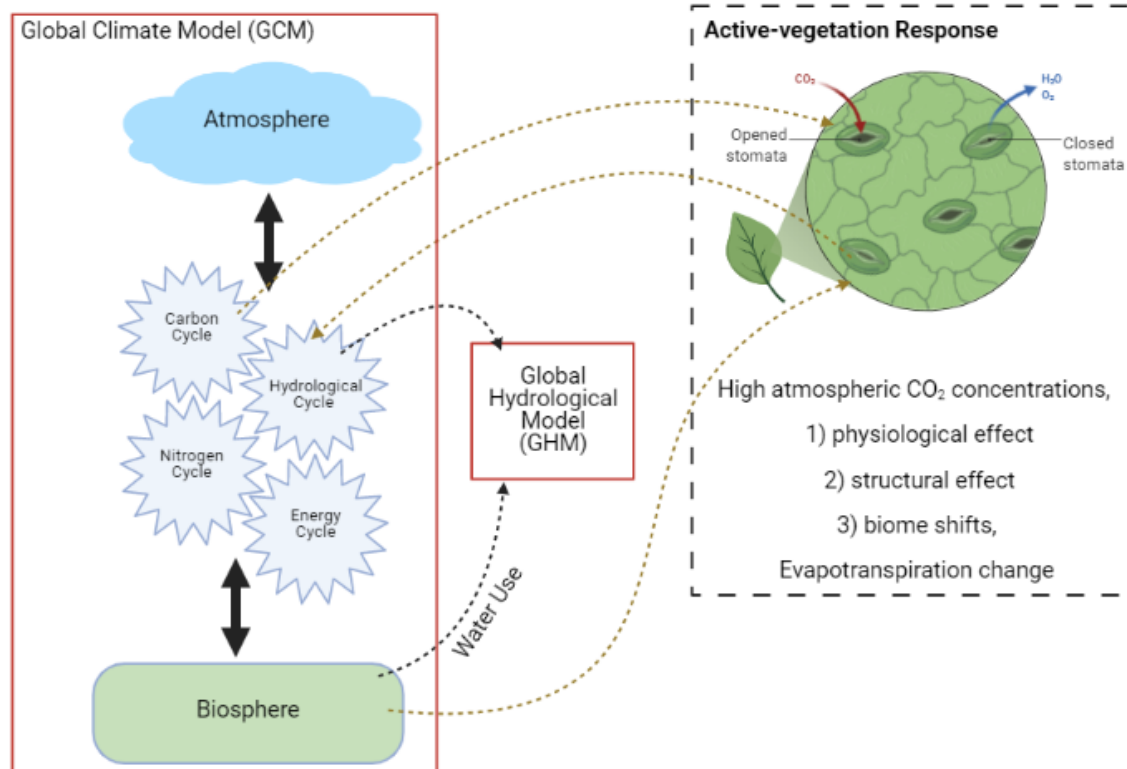 Global Climate Model (GCM)
Atmosphere
Carbon
Cycle
Hydrological
Cycle
Nitrogen
Cycle
Energy
Cycle
Biosphere
Water Use
Global
Hydrological
Model
(GHM)
Active-vegetation Response
CO₂
H₂O
O₂
Opened
stomata
Closed
stomata
High atmospheric CO₂ concentrations,
1) physiological effect
2) structural effect
3) biome shifts,
Evapotranspiration change